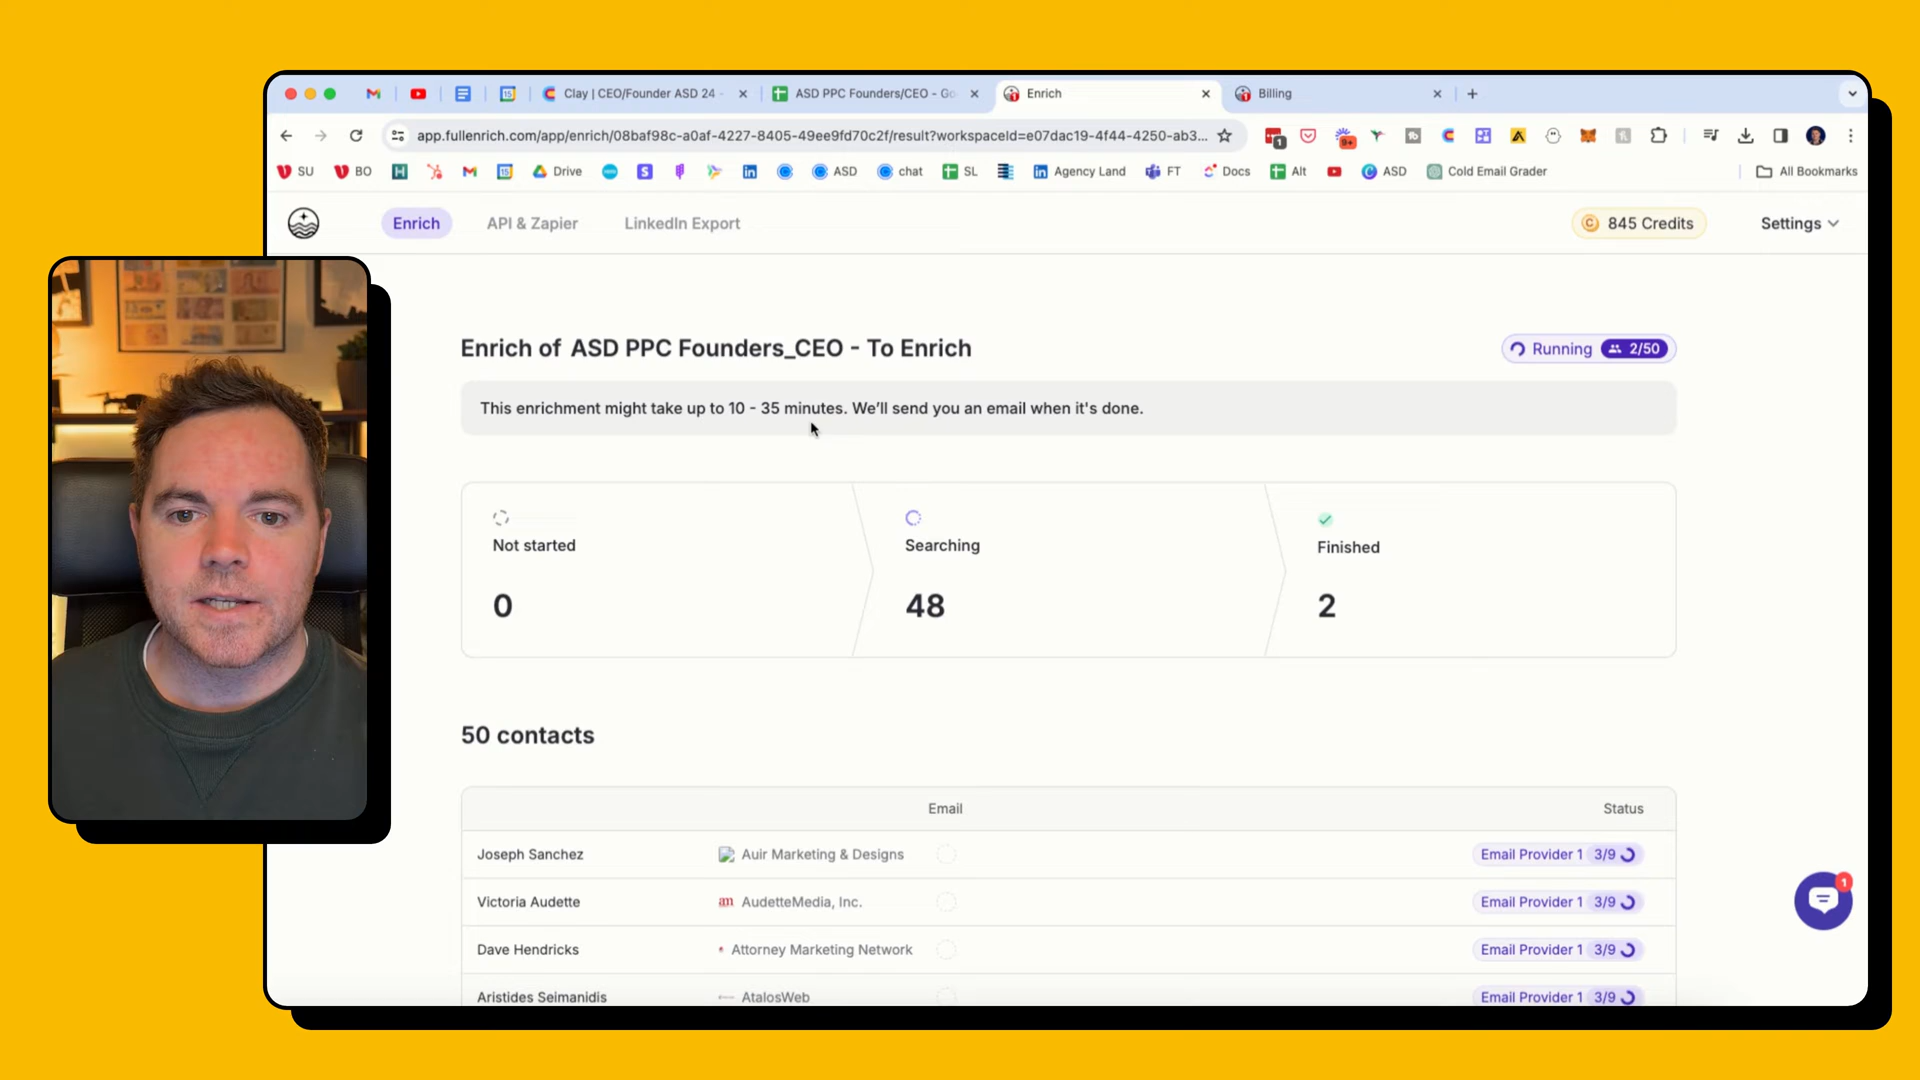 Clay | CEO/Founder ASD 24 -
ASD PPC Founders/CEO - Go
Enrich
Billing
app.fullenrich.com/app/enrich/08baf98c-a0af-4227-8405-49ee9fd70c2f/result?workspaceId=e07dac19-4f44-4250-ab3...
SU
BO
Drive
ASD
chat
SL
Agency Land
FT
Docs
Alt
ASD
Cold Email Grader
All Bookmarks
Enrich
API & Zapier
LinkedIn Export
845 Credits
Settings
Enrich of ASD PPC Founders_CEO - To Enrich
Running 2/50
This enrichment might take up to 10 - 35 minutes. We'll send you an email when it's done.
Not started
0
Searching
48
Finished
2
50 contacts
Email
Status
Joseph Sanchez Auir Marketing & Designs Email Provider 1 3/9
Victoria Audette am AudetteMedia, Inc. Email Provider 1 3/9
Dave Hendricks Attorney Marketing Network Email Provider 1 3/9
Aristides Seimanidis AtalosWeb Email Provider 1 3/9
1